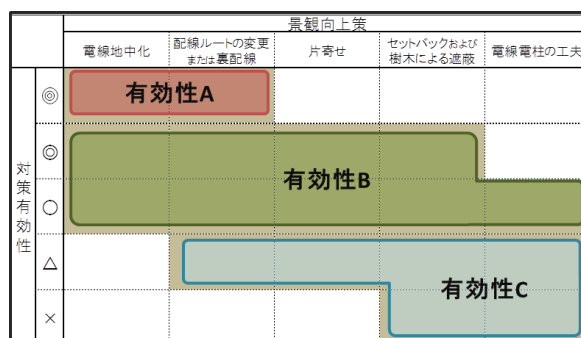 景観向上策
電線地中化
配線ルートの変更
または裏配線
片寄せ
セットバックおよび
樹木による遮蔽
電線電柱の工夫
対策有効性
◎
有効性A
◎
○
有効性B
△
×
有効性C